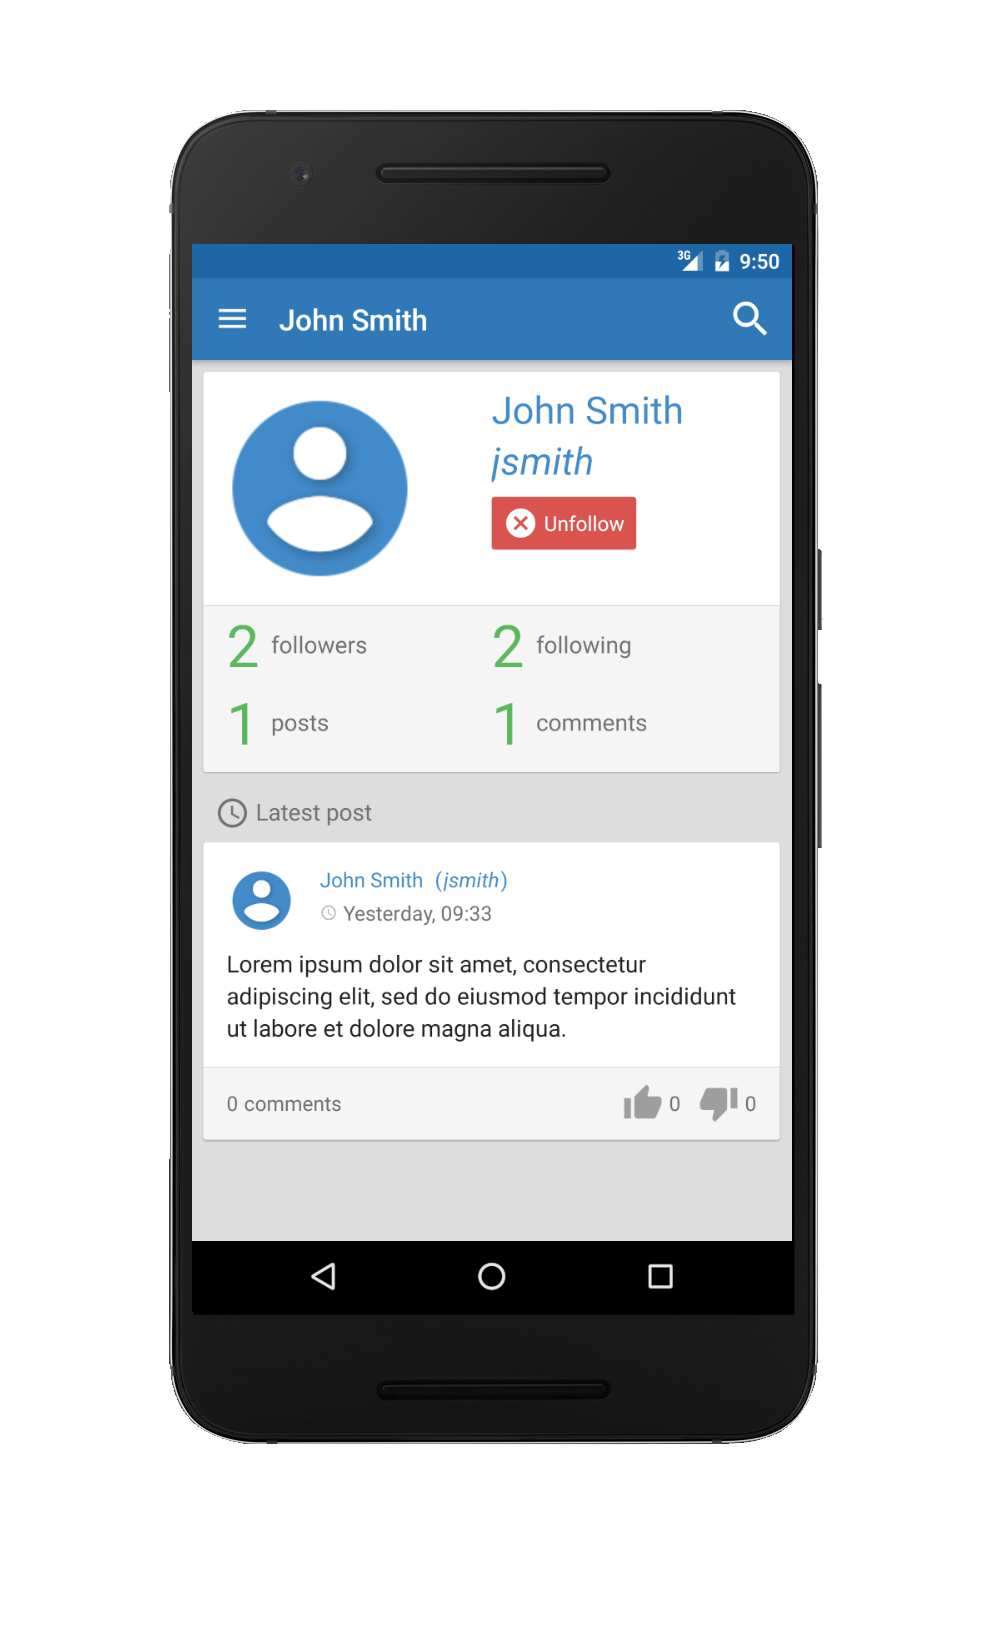 3G 9:50
John Smith
John Smith
jsmith
Unfollow
2 followers 2 following
1 posts 1 comments
Latest post
John Smith (jsmith)
Yesterday, 09:33
Lorem ipsum dolor sit amet, consectetur
adipiscing elit, sed do eiusmod tempor incididunt
ut labore et dolore magna aliqua.
0 comments 0 0